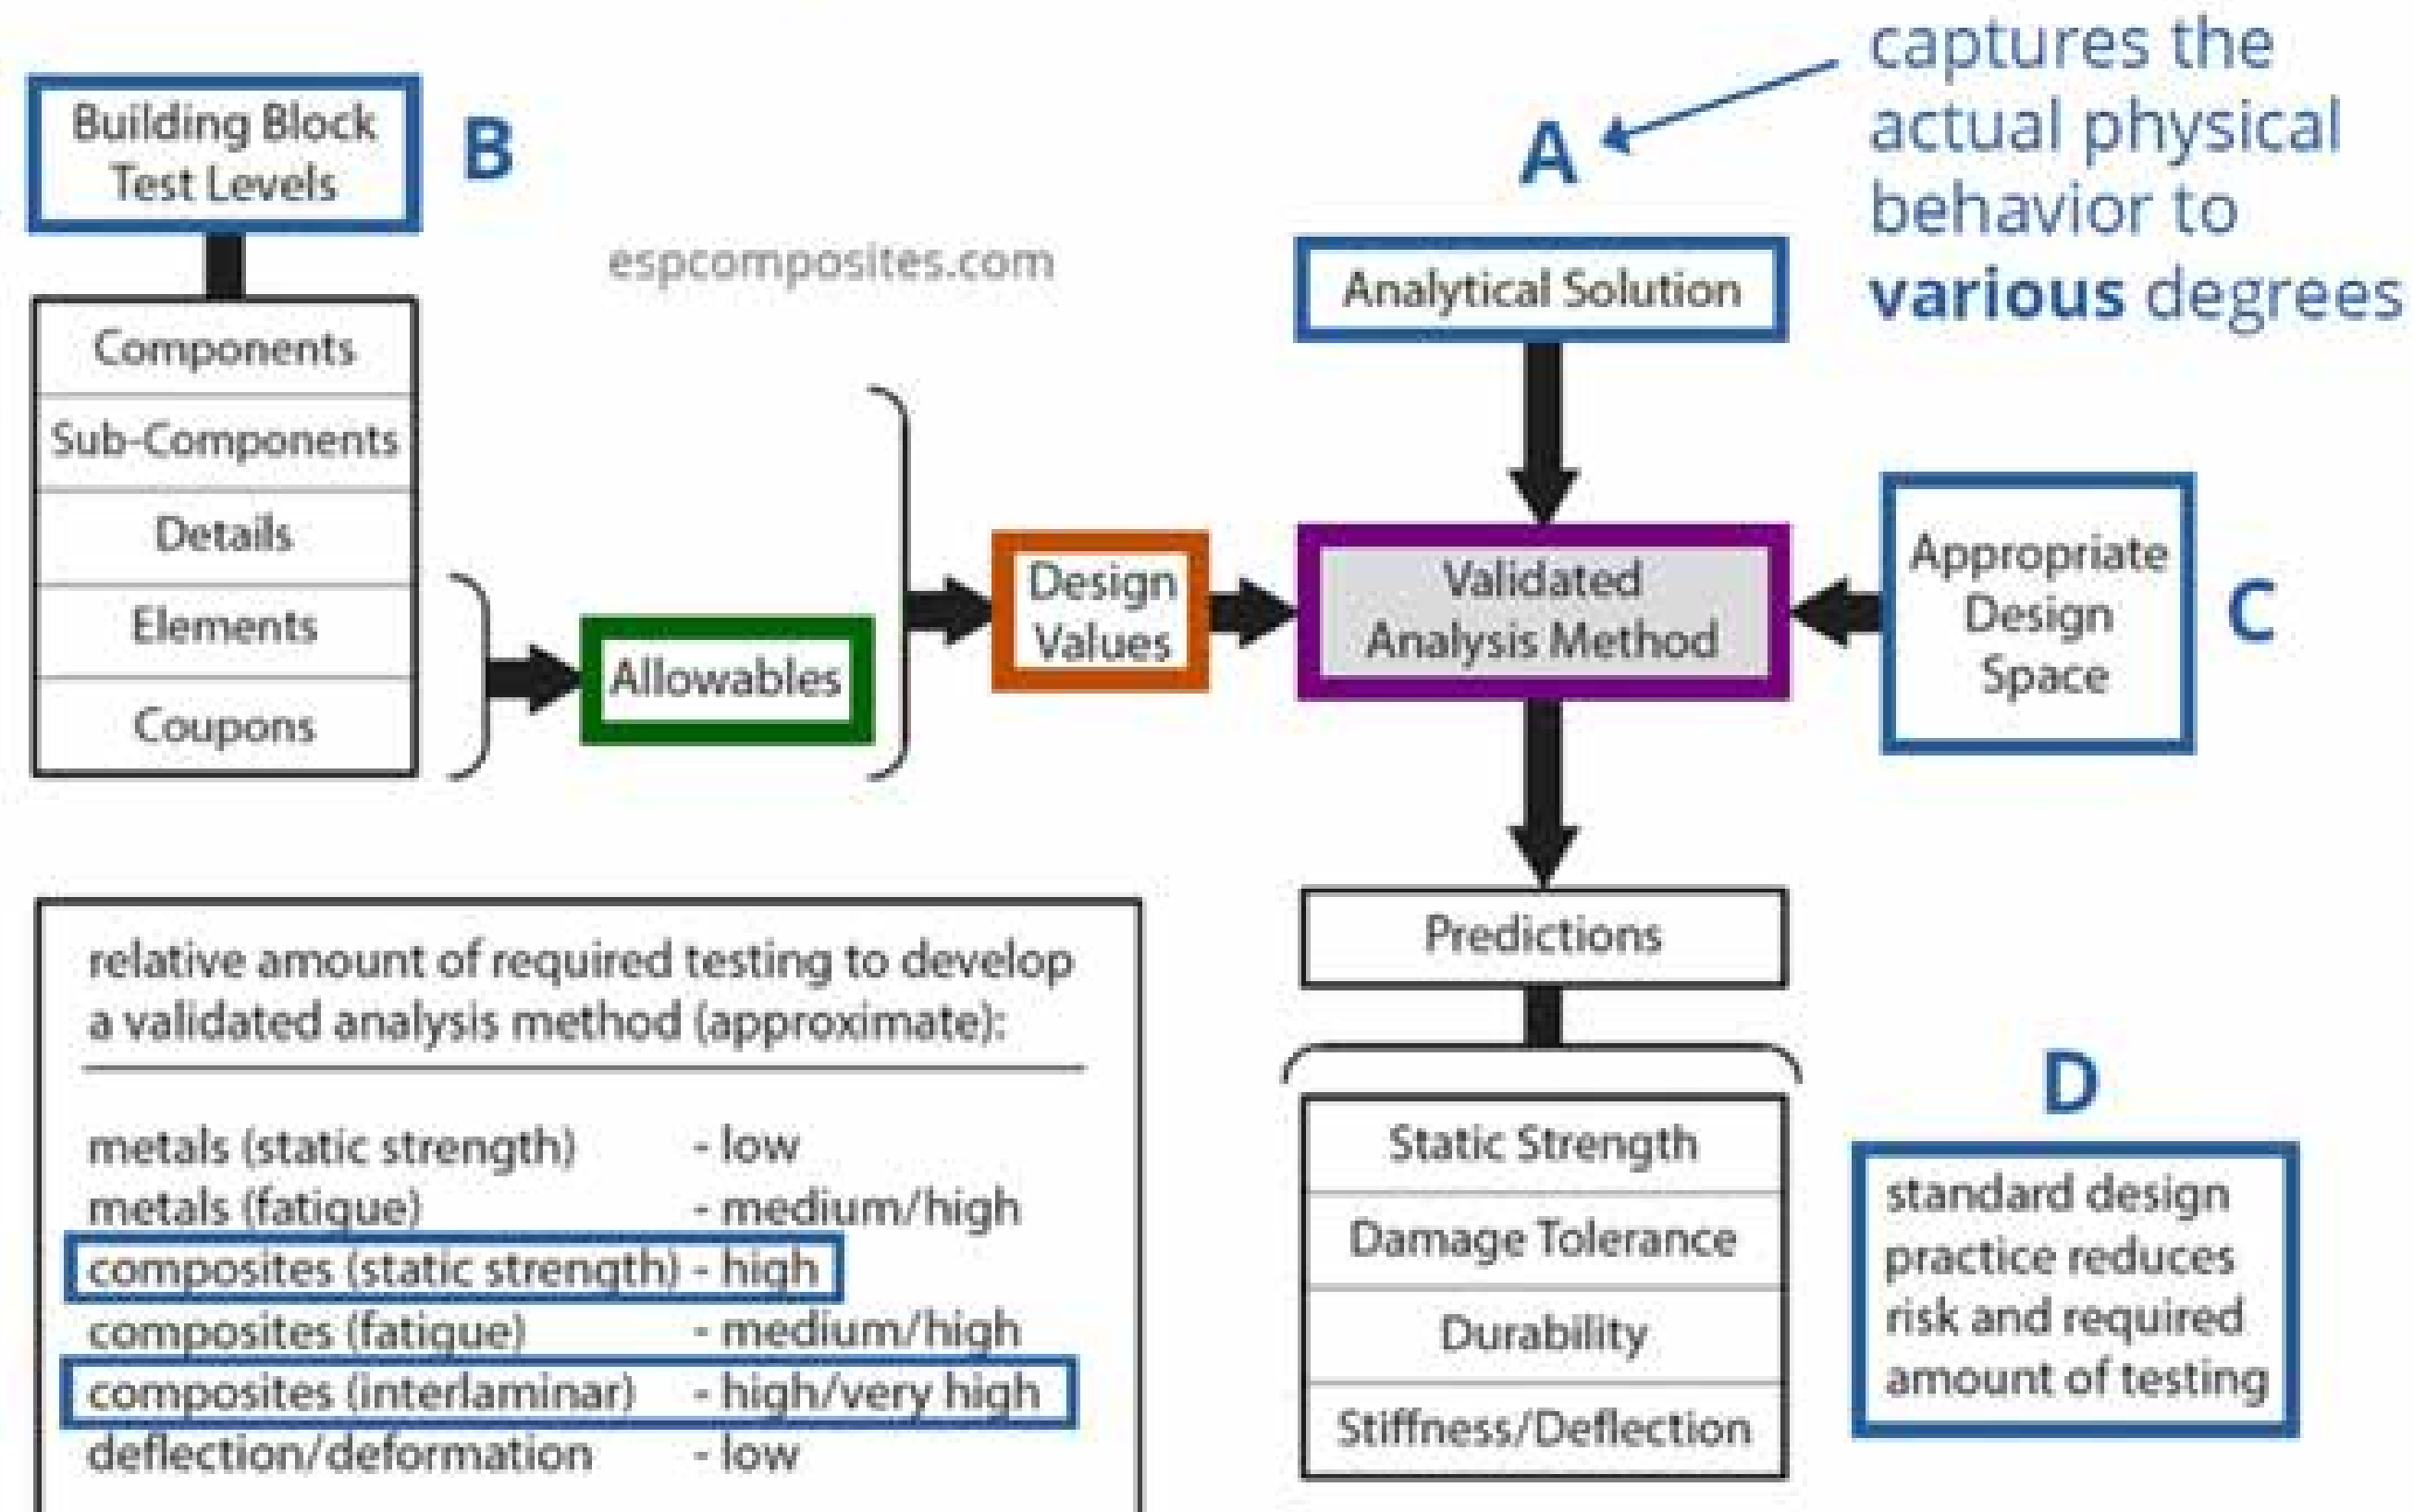 Building Block
Test Levels
B
Components
Sub-Components
Details
Elements
Coupons
espcomposites.com
Allowables
Design
Values
A
captures the
actual physical
behavior to
various degrees
Analytical Solution
Validated
Analysis Method
Appropriate
Design
Space
C
Predictions
Static Strength
Damage Tolerance
Durability
Stiffness/Deflection
D
standard design
practice reduces
risk and required
amount of testing
relative amount of required testing to develop
a validated analysis method (approximate):
metals (static strength) - low
metals (fatigue) - medium/high
composites (static strength) - high
composites (fatigue) - medium/high
composites (interlaminar) - high/very high
deflection/deformation - low